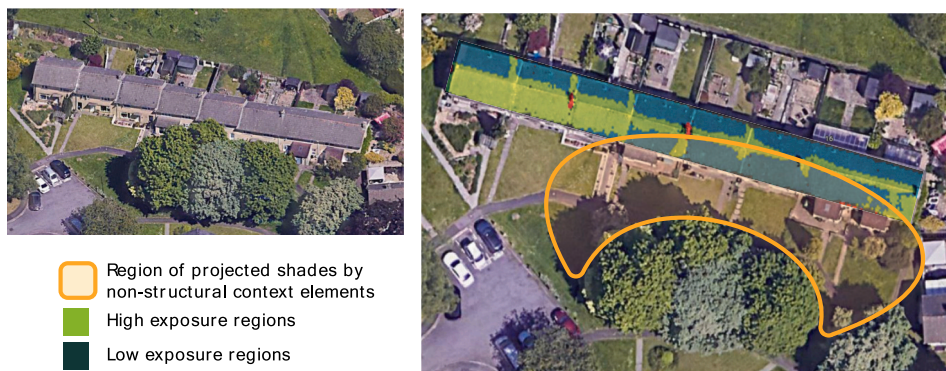 Region of projected shades by
non-structural context elements
High exposure regions
Low exposure regions